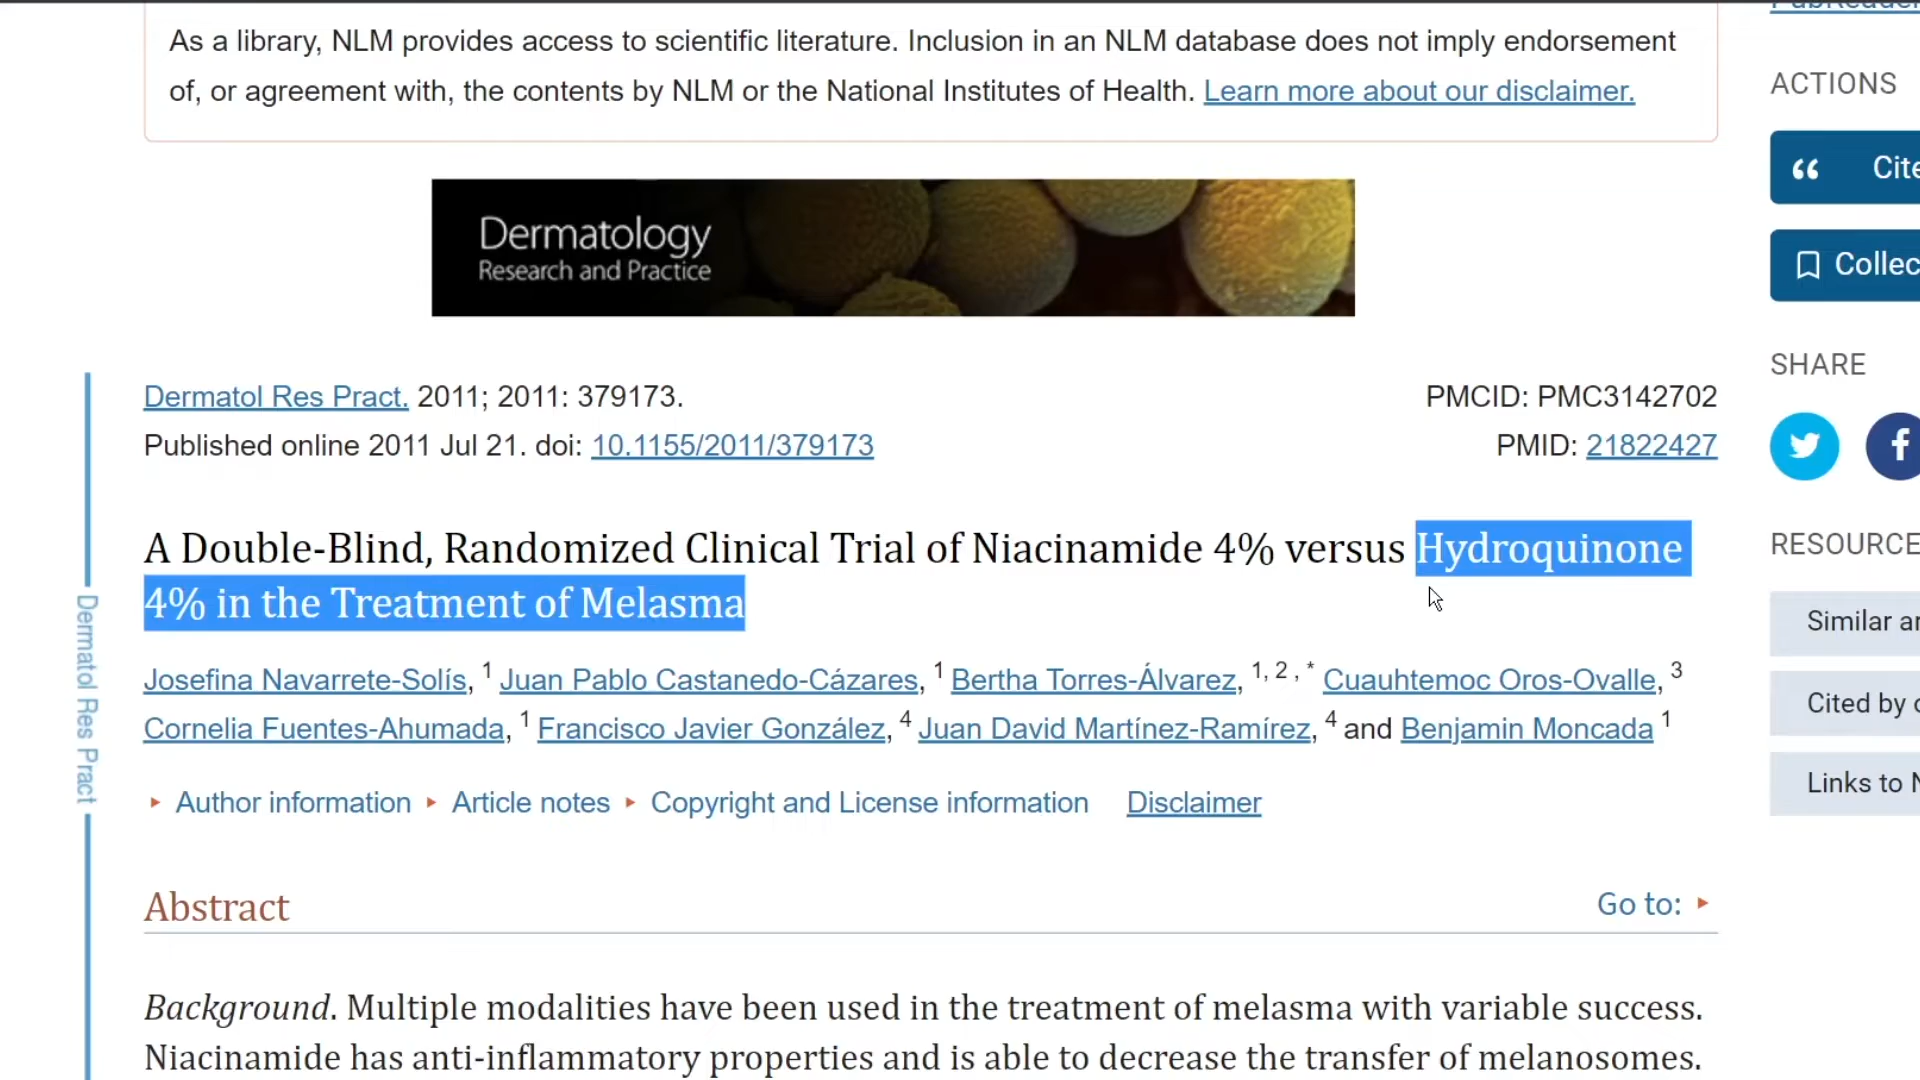 As a library, NLM provides access to scientific literature. Inclusion in an NLM database does not imply endorsement
of, or agreement with, the contents by NLM or the National Institutes of Health. Learn more about our disclaimer.
ACTIONS
Cite
Collec
Dermatology
Research and Practice
SHARE
Dermatol Res Pract. 2011; 2011: 379173.
PMCID: PMC3142702
Published online 2011 Jul 21. doi: 10.1155/2011/379173
PMID: 21822427
RESOURCE
A Double-Blind, Randomized Clinical Trial of Niacinamide 4% versus Hydroquinone
4% in the Treatment of Melasma
Similar ar
Josefina Navarrete-Solís, 1 Juan Pablo Castanedo-Cázares, 1 Bertha Torres-Álvarez, 1, 2, * Cuauhtemoc Oros-Ovalle, 3
Cornelia Fuentes-Ahumada, 1 Francisco Javier González, 4 Juan David Martínez-Ramírez, 4 and Benjamin Moncada 1
Cited by
Links to N
Dermatol Res Pract
Author information Article notes Copyright and License information Disclaimer
Abstract
Go to:
Background. Multiple modalities have been used in the treatment of melasma with variable success.
Niacinamide has anti-inflammatory properties and is able to decrease the transfer of melanosomes.